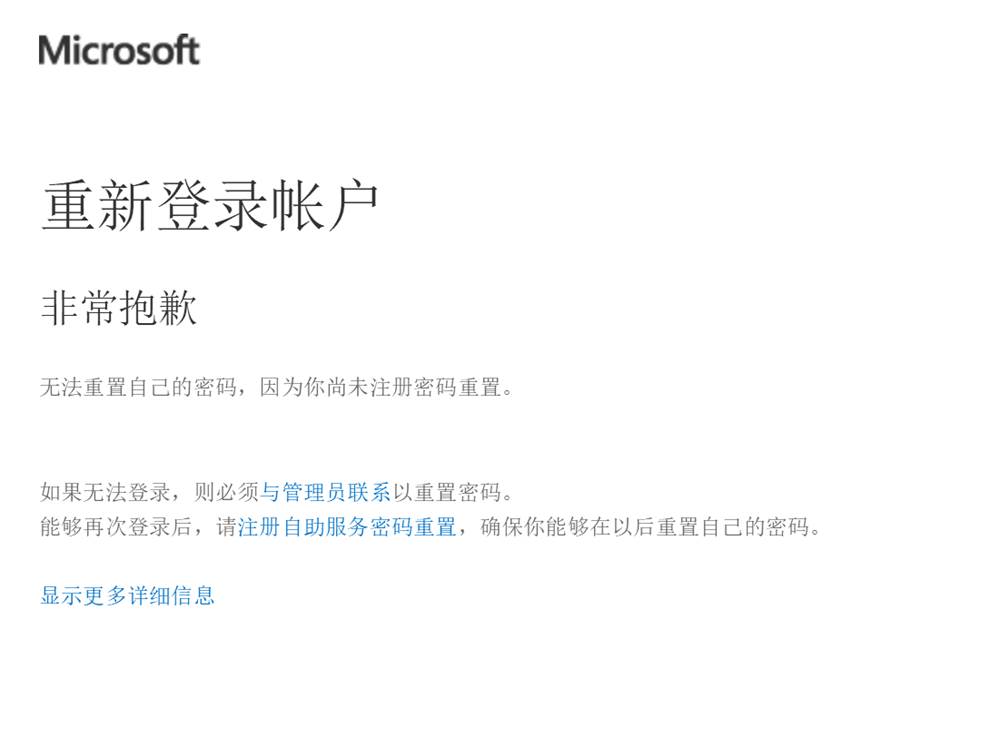 Microsoft
重新登录帐户
非常抱歉
无法重置自己的密码，因为你尚未注册密码重置。
如果无法登录，则必须与管理员联系以重置密码。
能够再次登录后，请注册自助服务密码重置，确保你能够在以后重置自己的密码。
显示更多详细信息